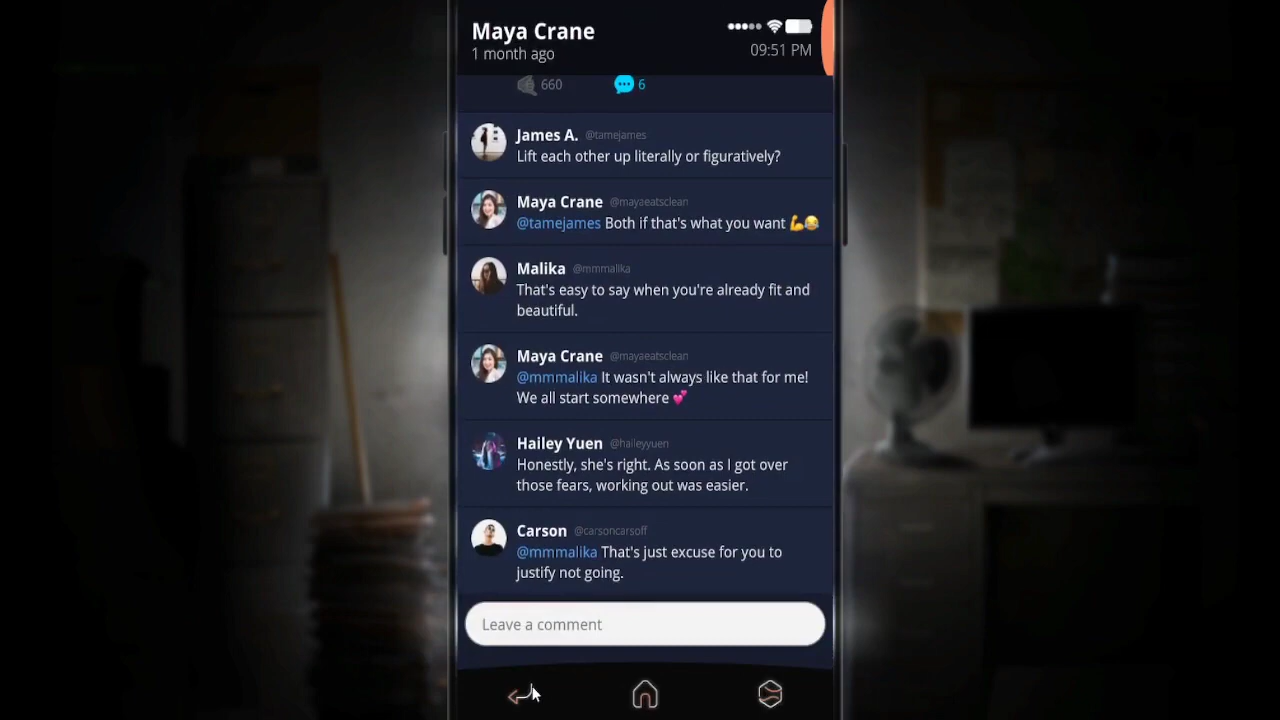 Maya Crane
1 month ago
09:51 PM
660
6
James A. @tamejames
Lift each other up literally or figuratively?
Maya Crane @mayaeatsclean
@tamejames Both if that's what you want 💪😂
Malika @mmmalika
That's easy to say when you're already fit and
beautiful.
Maya Crane @mayaeatsclean
@mmmalika It wasn't always like that for me!
We all start somewhere 💕
Hailey Yuen @haileyyuen
Honestly, she's right. As soon as I got over
those fears, working out was easier.
Carson @carsoncarsoff
@mmmalika That's just excuse for you to
justify not going.
Leave a comment